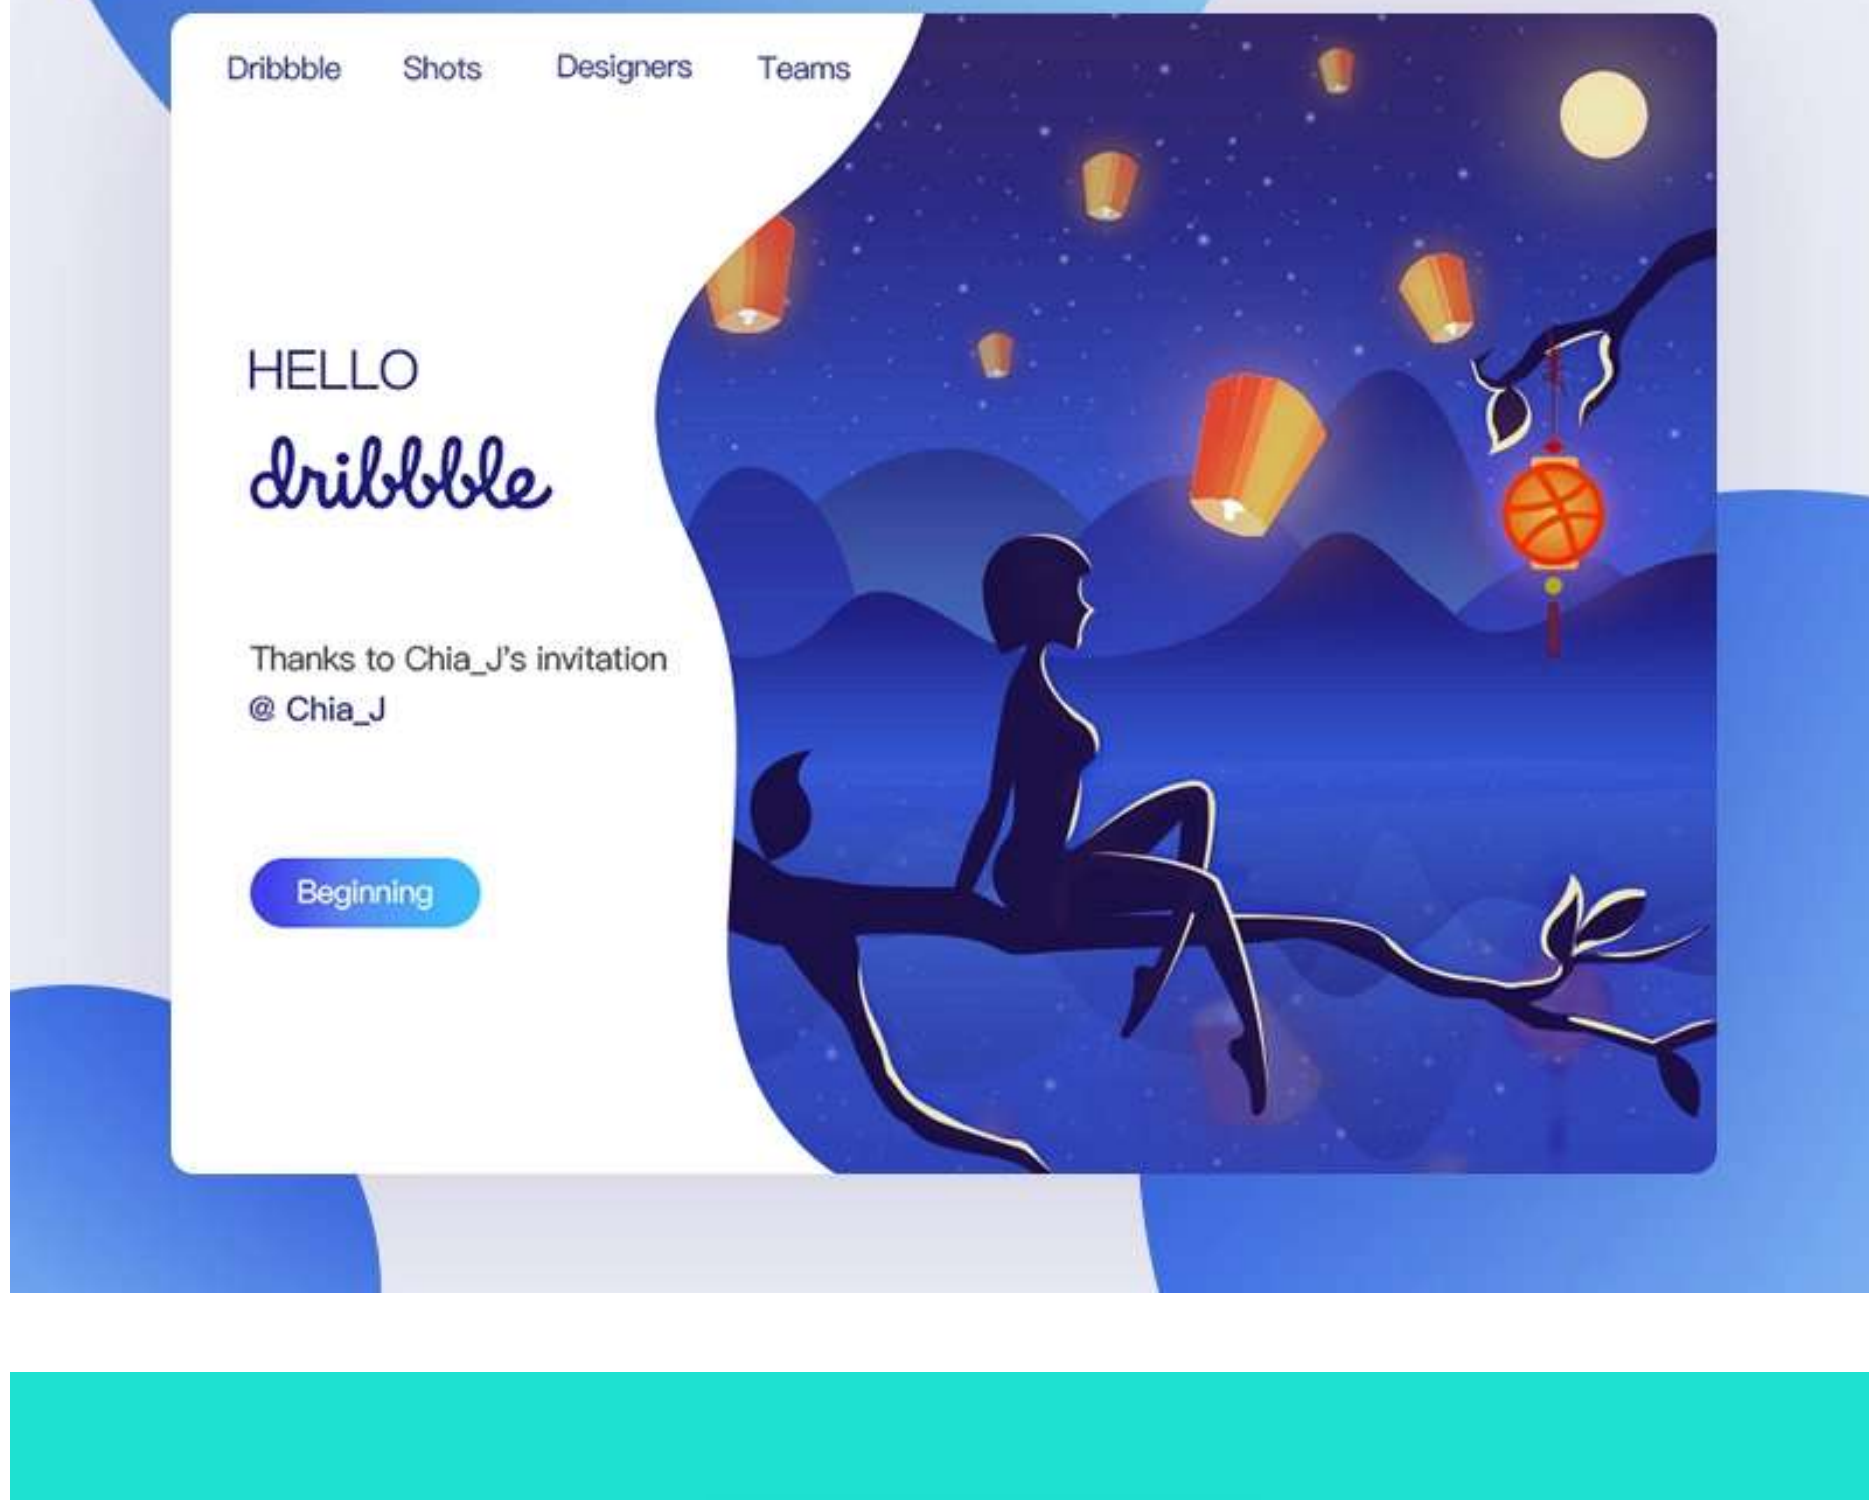 Dribbble Shots Designers Teams
HELLO
dribbble
Thanks to Chia_J’s invitation
@ Chia_J
Beginning